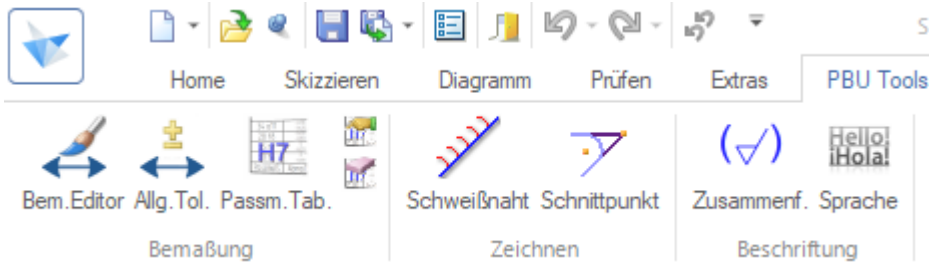 S
Home Skizzieren Diagramm Prüfen Extras PBU Tools
H7 Hello! ¡Hola!
Bem.Editor Allg.Tol. Passm.Tab. Schweißnaht Schnittpunkt Zusammenf. Sprache
Bemaßung Zeichnen Beschriftung